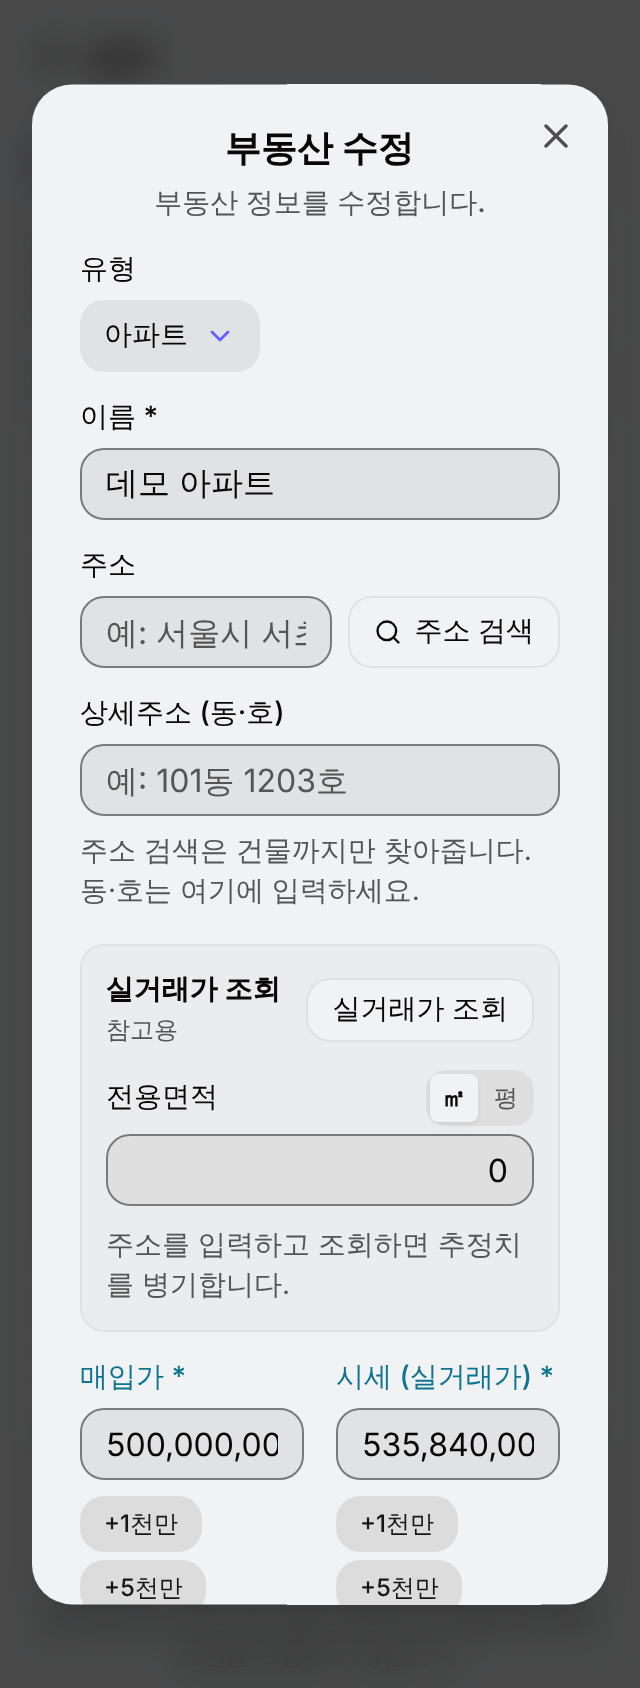 부동산 수정
부동산 정보를 수정합니다.
유형
아파트
이름 *
데모 아파트
주소
예: 서울시 서
주소 검색
상세주소 (동·호)
예: 101동 1203호
주소 검색은 건물까지만 찾아줍니다.
동·호는 여기에 입력하세요.
실거래가 조회
참고용
실거래가 조회
전용면적
㎡
평
0
주소를 입력하고 조회하면 추정치
를 병기합니다.
매입가 *
시세 (실거래가) *
500,000,00
535,840,00
+1천만
+1천만
+5천만
+5천만